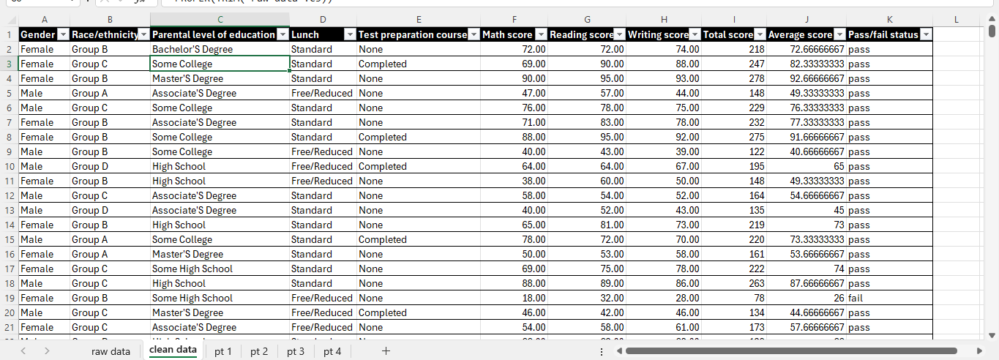 A B C D E F G H I J K L
1 Gender Race/ethnicity Parental level of education Lunch Test preparation course Math score Reading score Writing score Total score Average score Pass/fail status
2 Female Group B Bachelor'S Degree Standard None 72.00 72.00 74.00 218 72.66666667 pass
3 Female Group C Some College Standard Completed 69.00 90.00 88.00 247 82.33333333 pass
4 Female Group B Master'S Degree Standard None 90.00 95.00 93.00 278 92.66666667 pass
5 Male Group A Associate'S Degree Free/Reduced None 47.00 57.00 44.00 148 49.33333333 pass
6 Male Group C Some College Standard None 76.00 78.00 75.00 229 76.33333333 pass
7 Female Group B Associate'S Degree Standard None 71.00 83.00 78.00 232 77.33333333 pass
8 Female Group B Some College Standard Completed 88.00 95.00 92.00 275 91.66666667 pass
9 Male Group B Some College Free/Reduced None 40.00 43.00 39.00 122 40.66666667 pass
10 Male Group D High School Free/Reduced Completed 64.00 64.00 67.00 195 65 pass
11 Female Group B High School Free/Reduced None 38.00 60.00 50.00 148 49.33333333 pass
12 Male Group C Associate'S Degree Standard None 58.00 54.00 52.00 164 54.66666667 pass
13 Male Group D Associate'S Degree Standard None 40.00 52.00 43.00 135 45 pass
14 Female Group B High School Standard None 65.00 81.00 73.00 219 73 pass
15 Male Group A Some College Standard Completed 78.00 72.00 70.00 220 73.33333333 pass
16 Female Group A Master'S Degree Standard None 50.00 53.00 58.00 161 53.66666667 pass
17 Female Group C Some High School Standard None 69.00 75.00 78.00 222 74 pass
18 Male Group C High School Standard None 88.00 89.00 86.00 263 87.66666667 pass
19 Female Group B Some High School Free/Reduced None 18.00 32.00 28.00 78 26 fail
20 Male Group C Master'S Degree Free/Reduced Completed 46.00 42.00 46.00 134 44.66666667 pass
21 Female Group C Associate'S Degree Free/Reduced None 54.00 58.00 61.00 173 57.66666667 pass
raw data clean data pt 1 pt 2 pt 3 pt 4